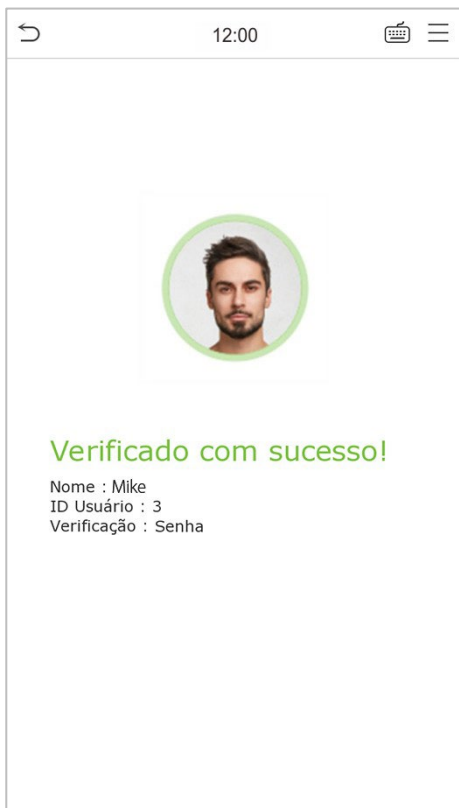 12:00
Verificado com sucesso!
Nome : Mike
ID Usuário : 3
Verificação : Senha